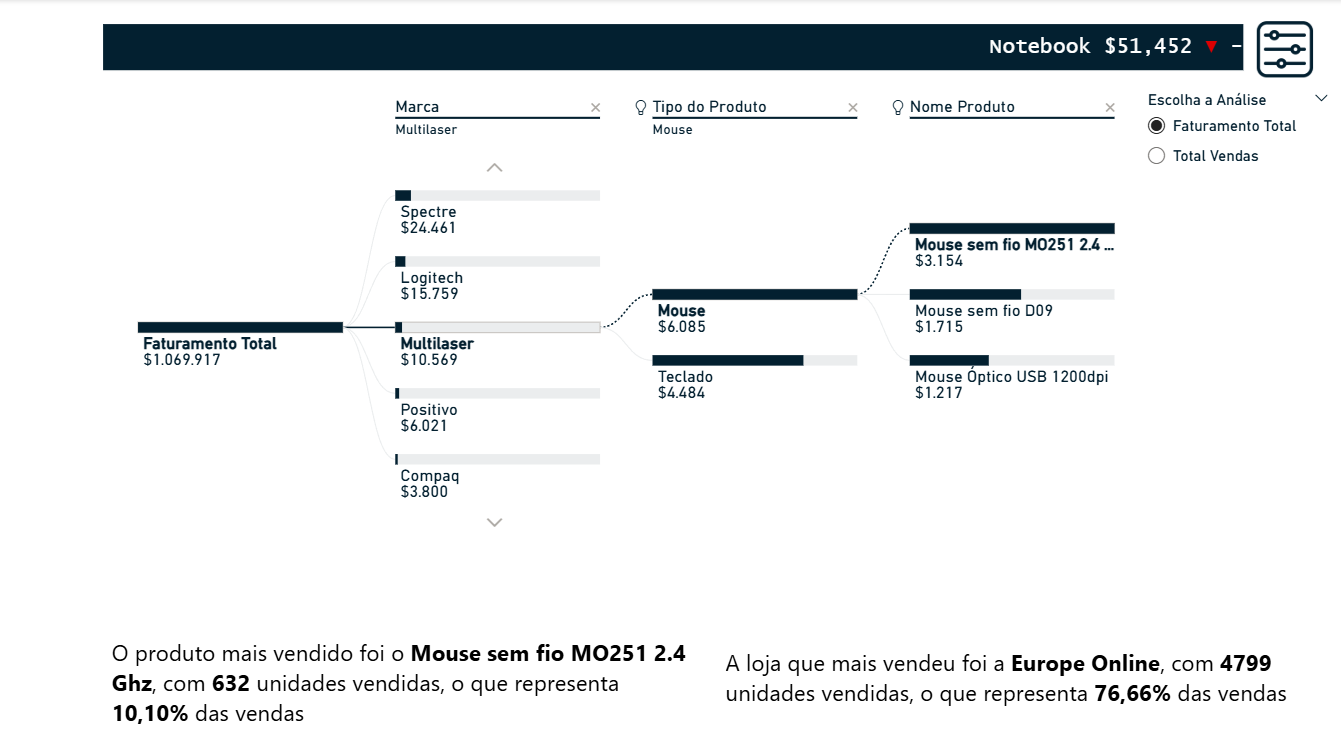 Notebook $51,452 ▼ -
Marca
Multilaser
Tipo do Produto
Mouse
Nome Produto
Escolha a Análise
Faturamento Total
Total Vendas
Faturamento Total
$1.069.917
Spectre
$24.461
Logitech
$15.759
Multilaser
$10.569
Positivo
$6.021
Compaq
$3.800
Mouse
$6.085
Teclado
$4.484
Mouse sem fio MO251 2.4 ...
$3.154
Mouse sem fio D09
$1.715
Mouse Óptico USB 1200dpi
$1.217
O produto mais vendido foi o Mouse sem fio MO251 2.4
Ghz, com 632 unidades vendidas, o que representa
10,10% das vendas
A loja que mais vendeu foi a Europe Online, com 4799
unidades vendidas, o que representa 76,66% das vendas